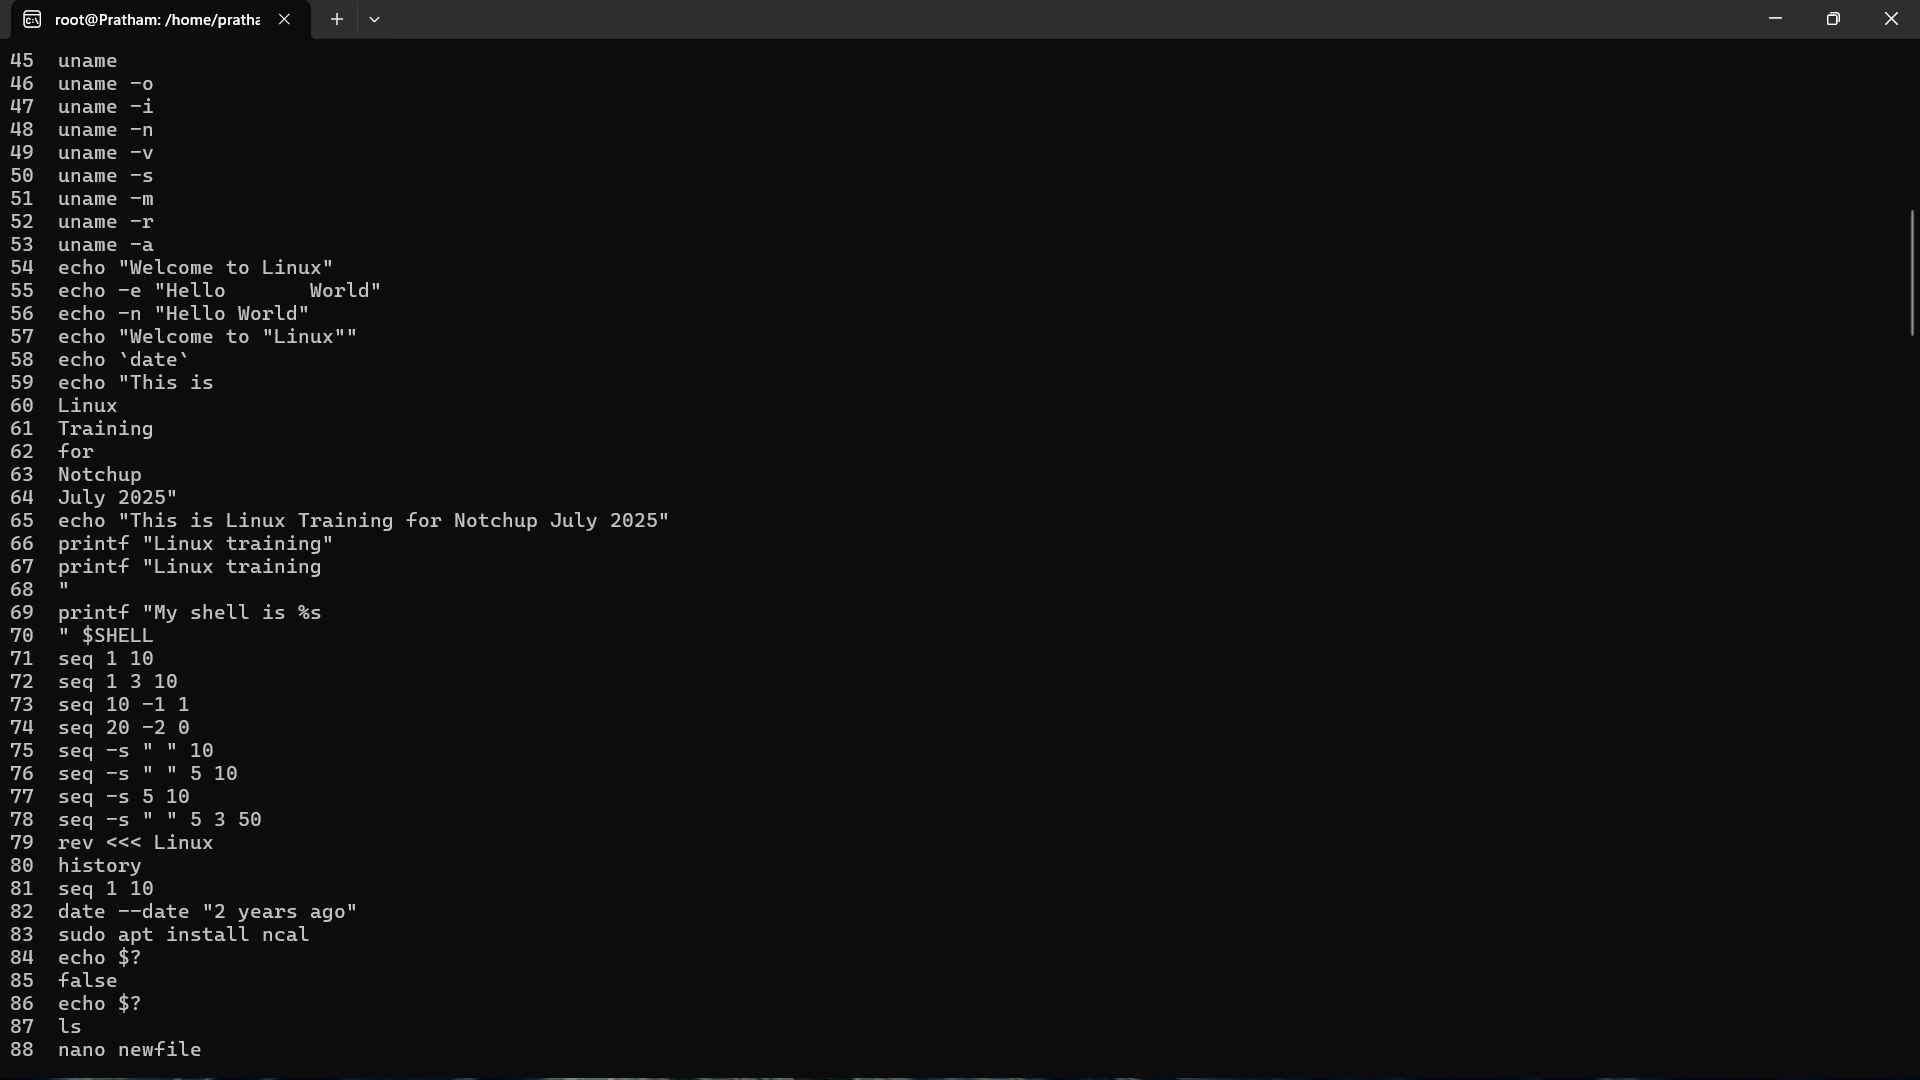 root@Pratham: /home/pratha
45  uname
46  uname -o
47  uname -i
48  uname -n
49  uname -v
50  uname -s
51  uname -m
52  uname -r
53  uname -a
54  echo "Welcome to Linux"
55  echo -e "Hello       World"
56  echo -n "Hello World"
57  echo "Welcome to "Linux""
58  echo `date`
59  echo "This is
60  Linux
61  Training
62  for
63  Notchup
64  July 2025"
65  echo "This is Linux Training for Notchup July 2025"
66  printf "Linux training"
67  printf "Linux training
68  "
69  printf "My shell is %s
70  " $SHELL
71  seq 1 10
72  seq 1 3 10
73  seq 10 -1 1
74  seq 20 -2 0
75  seq -s " " 10
76  seq -s " " 5 10
77  seq -s 5 10
78  seq -s " " 5 3 50
79  rev <<< Linux
80  history
81  seq 1 10
82  date --date "2 years ago"
83  sudo apt install ncal
84  echo $?
85  false
86  echo $?
87  ls
88  nano newfile